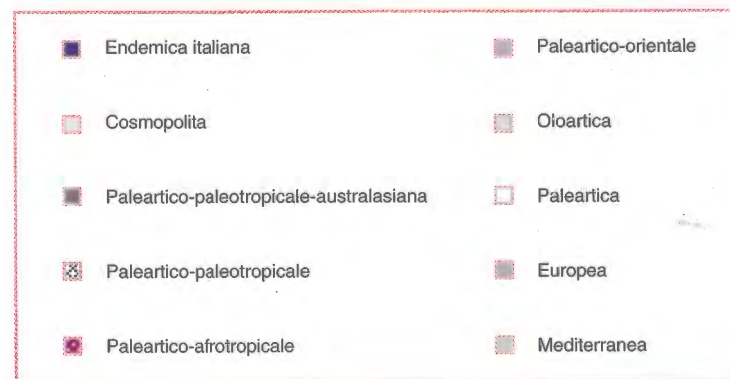 Endemica italiana
Cosmopolita
Paleartico-paleotropicale-australasiana
Paleartico-paleotropicale
Paleartico-afrotropicale
Paleartico-orientale
Oloartica
Paleartica
Europea
Mediterranea